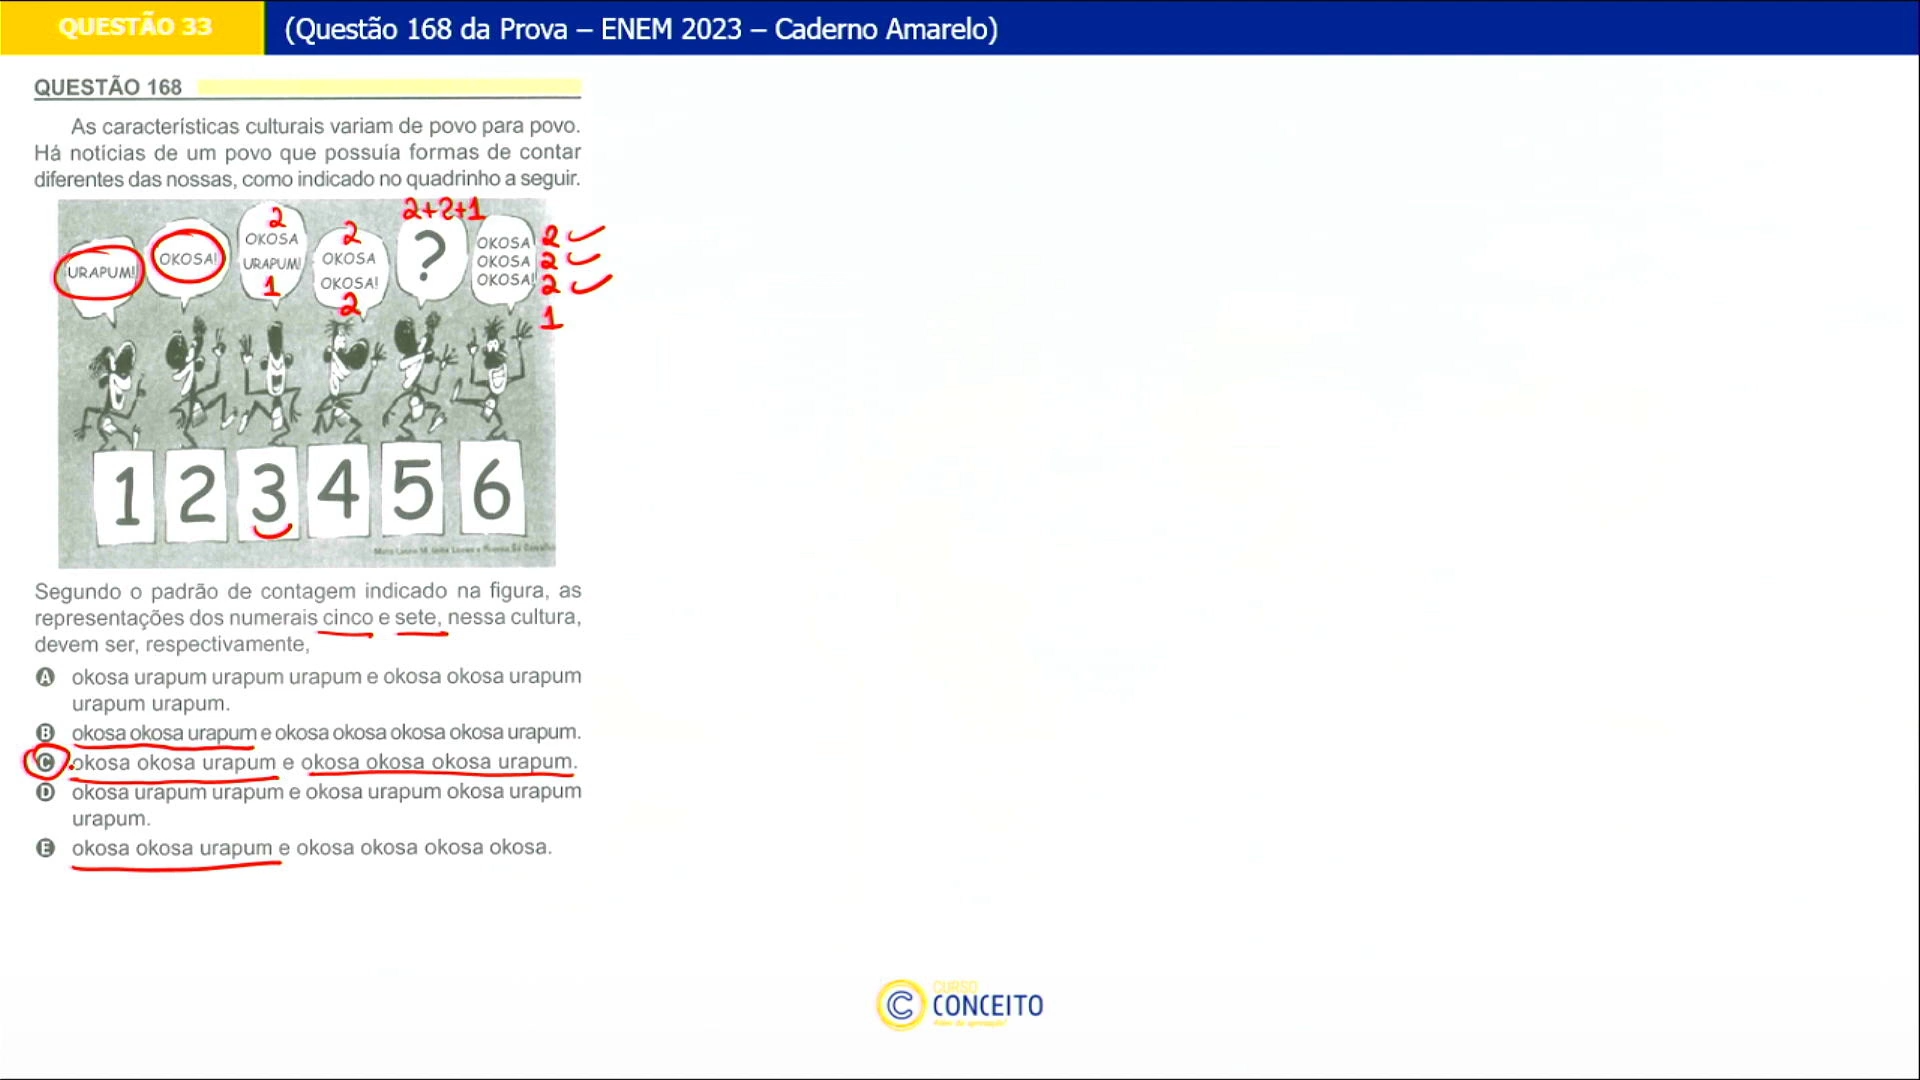 QUESTÃO 33
(Questão 168 da Prova – ENEM 2023 – Caderno Amarelo)
QUESTÃO 168
As características culturais variam de povo para povo.
Há notícias de um povo que possuía formas de contar
diferentes das nossas, como indicado no quadrinho a seguir.
URAPUM!
OKOSA!
2
OKOSA
URAPUM!
1
2
OKOSA
OKOSA!
2
2+2+1
?
OKOSA 2
OKOSA 2
OKOSA! 2
1
1 2 3 4 5 6
Segundo o padrão de contagem indicado na figura, as
representações dos numerais cinco e sete, nessa cultura,
devem ser, respectivamente,
A okosa urapum urapum urapum e okosa okosa urapum
urapum urapum.
B okosa okosa urapum e okosa okosa okosa okosa urapum.
C okosa okosa urapum e okosa okosa okosa urapum.
D okosa urapum urapum e okosa urapum okosa urapum
urapum.
E okosa okosa urapum e okosa okosa okosa okosa.
CURSO
CONCEITO